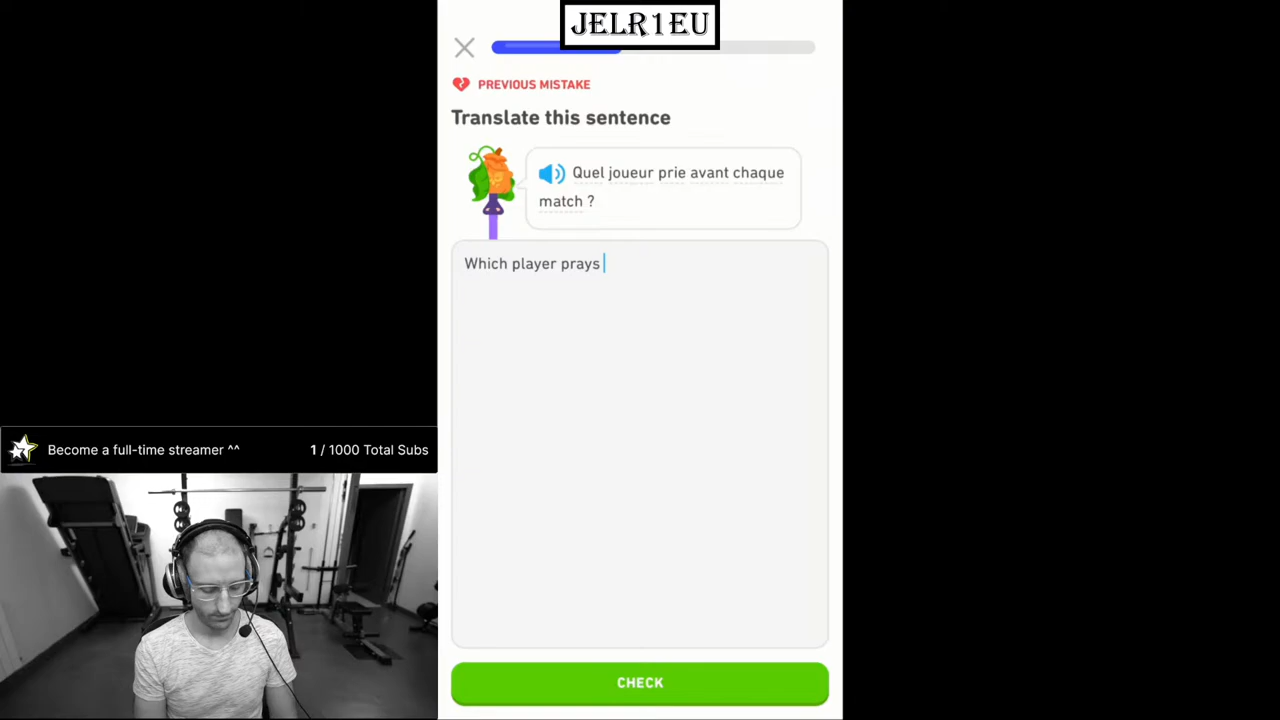 JELR1EU
PREVIOUS MISTAKE
Translate this sentence
Quel joueur prie avant chaque
match ?
Which player prays
Become a full-time streamer ^^ 1 / 1000 Total Subs
CHECK